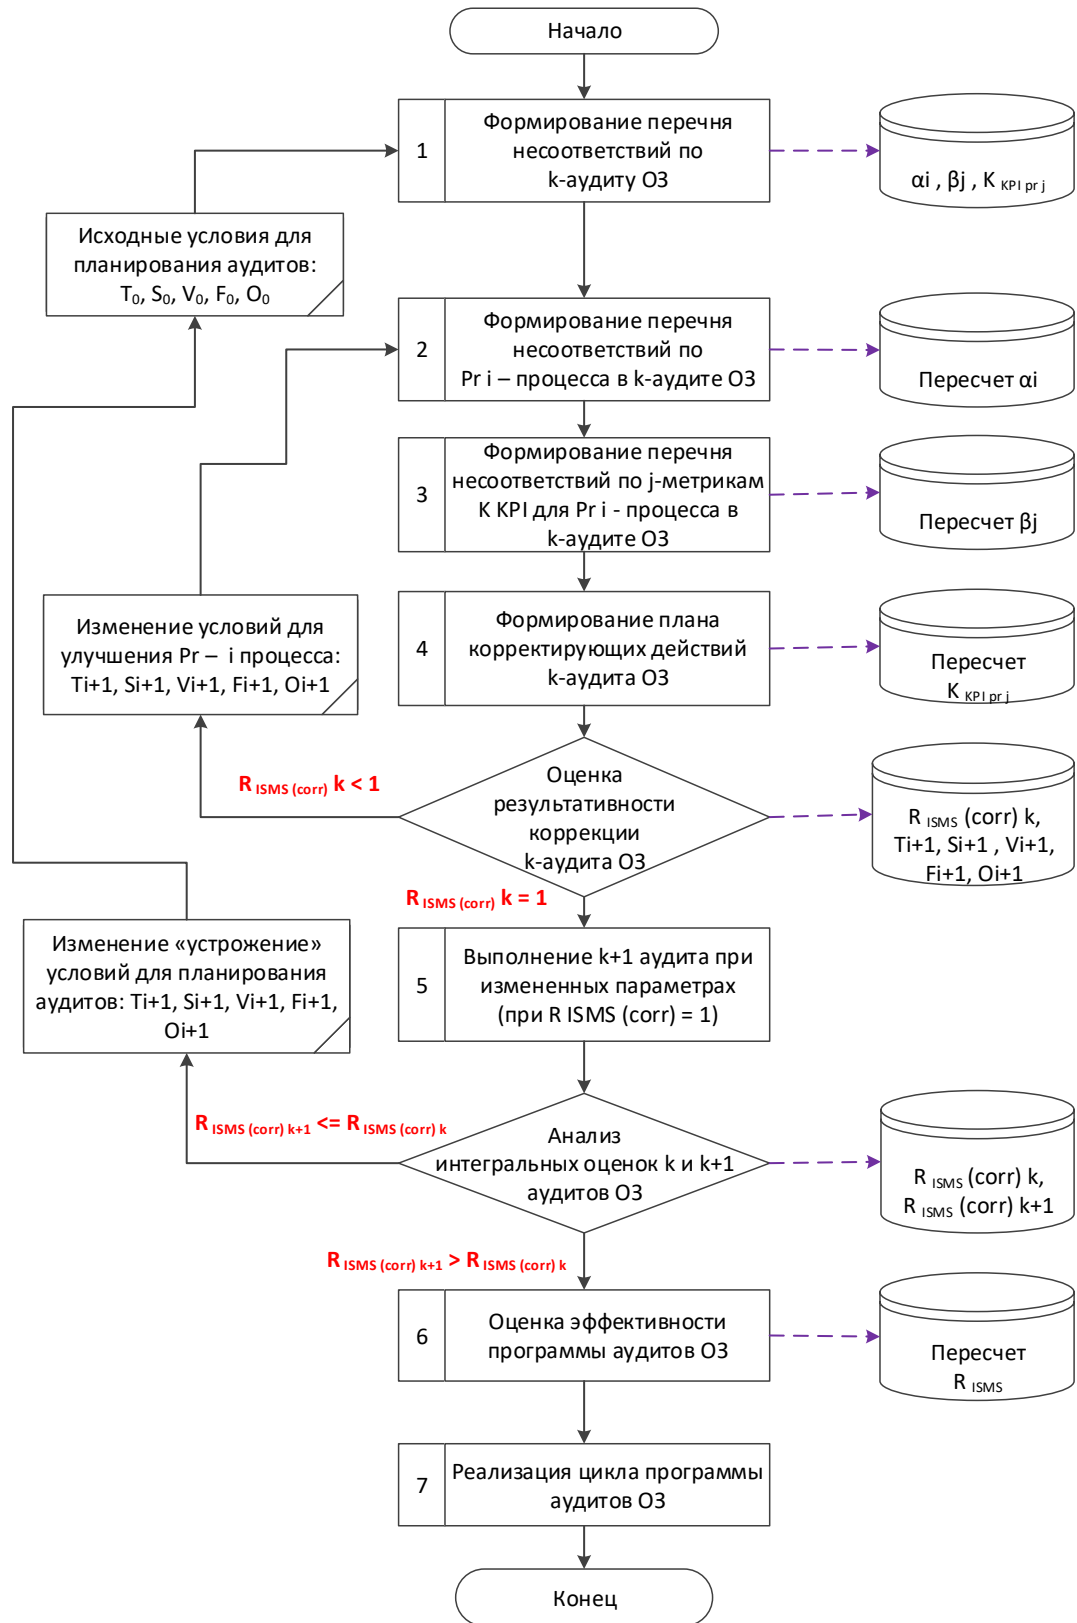 Начало
1
Формирование перечня
несоответствий по
k-аудиту ОЗ
αi , βj , K KPI pr j
Исходные условия для
планирования аудитов:
T0, S0, V0, F0, O0
2
Формирование перечня
несоответствий по
Pr i – процесса в k-аудите ОЗ
Пересчет αi
3
Формирование перечня
несоответствий по j-метрикам
K KPI для Pr i - процесса в
k-аудите ОЗ
Пересчет βj
Изменение условий для
улучшения Pr – i процесса:
Ti+1, Si+1, Vi+1, Fi+1, Oi+1
4
Формирование плана
корректирующих действий
k-аудита ОЗ
Пересчет
K KPI pr j
R ISMS (corr) k < 1
Оценка
результативности
коррекции
k-аудита ОЗ
R ISMS (corr) k,
Ti+1, Si+1 , Vi+1,
Fi+1, Oi+1
R ISMS (corr) k = 1
Изменение «устрожение»
условий для планирования
аудитов: Ti+1, Si+1, Vi+1, Fi+1,
Oi+1
5
Выполнение k+1 аудита при
измененных параметрах
(при R ISMS (corr) = 1)
R ISMS (corr) k+1 <= R ISMS (corr) k
Анализ
интегральных оценок k и k+1
аудитов ОЗ
R ISMS (corr) k,
R ISMS (corr) k+1
R ISMS (corr) k+1 > R ISMS (corr) k
6
Оценка эффективности
программы аудитов ОЗ
Пересчет
R ISMS
7
Реализация цикла программы
аудитов ОЗ
Конец